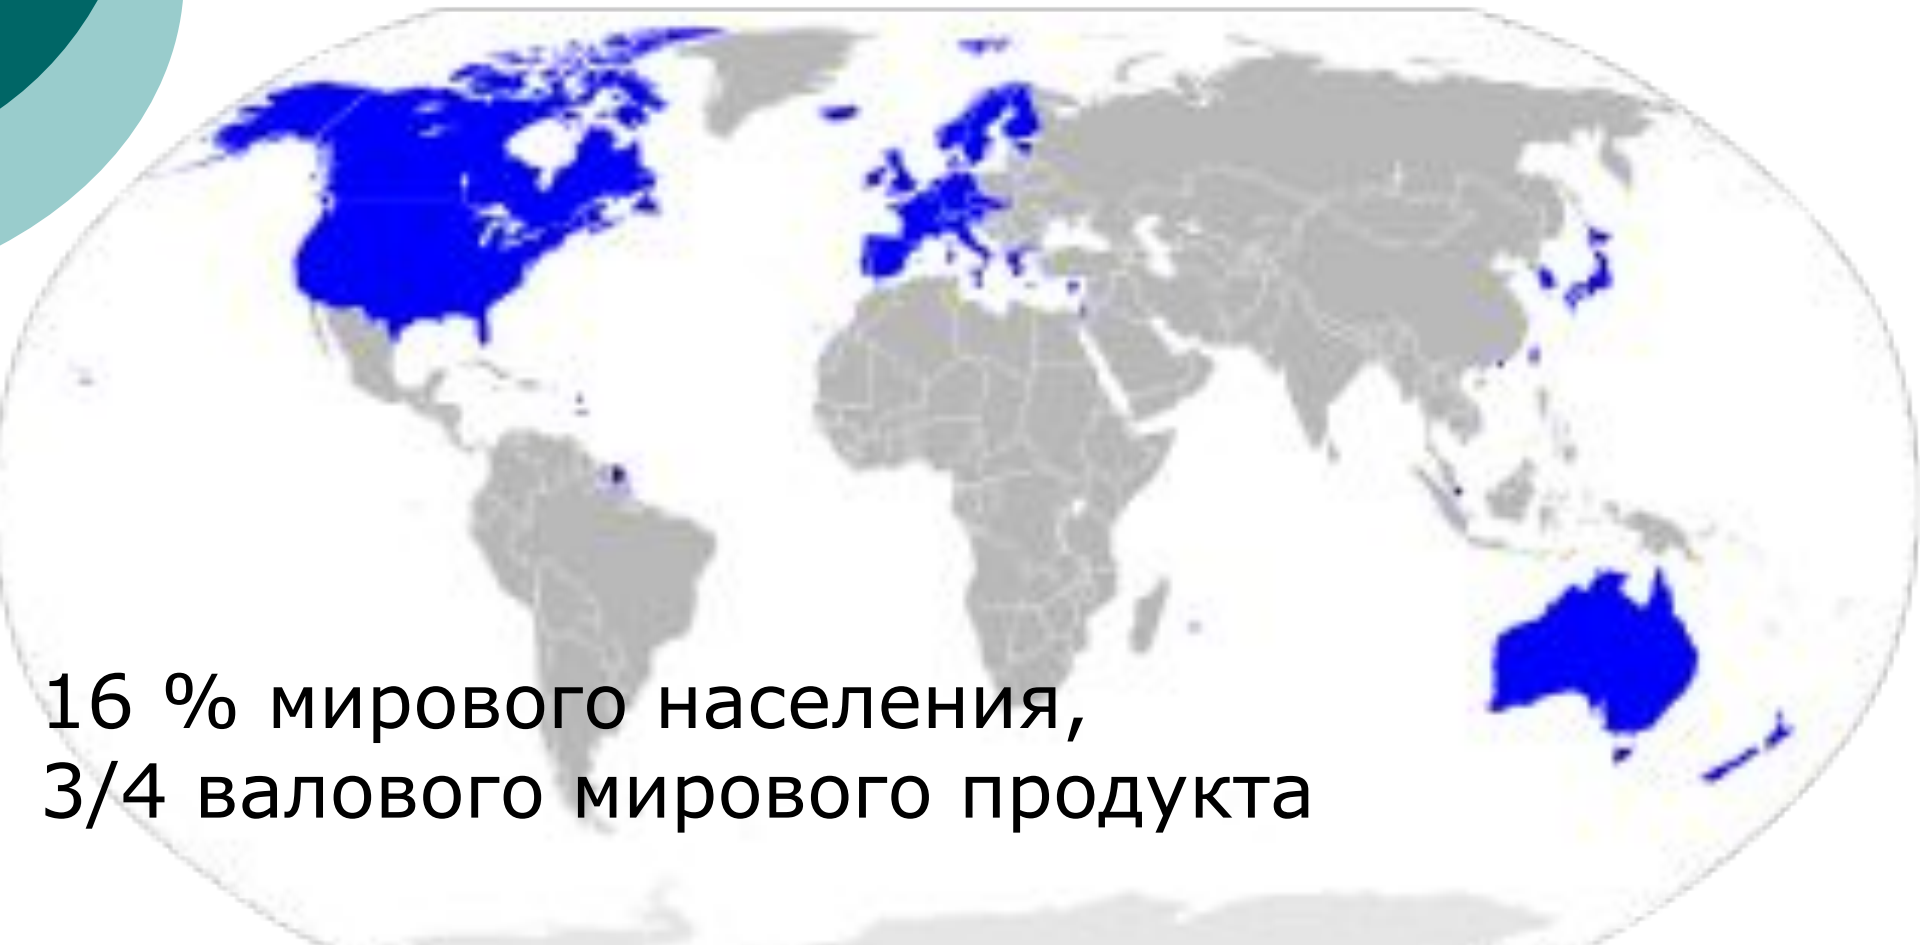 16 % мирового населения,
3/4 валового мирового продукта